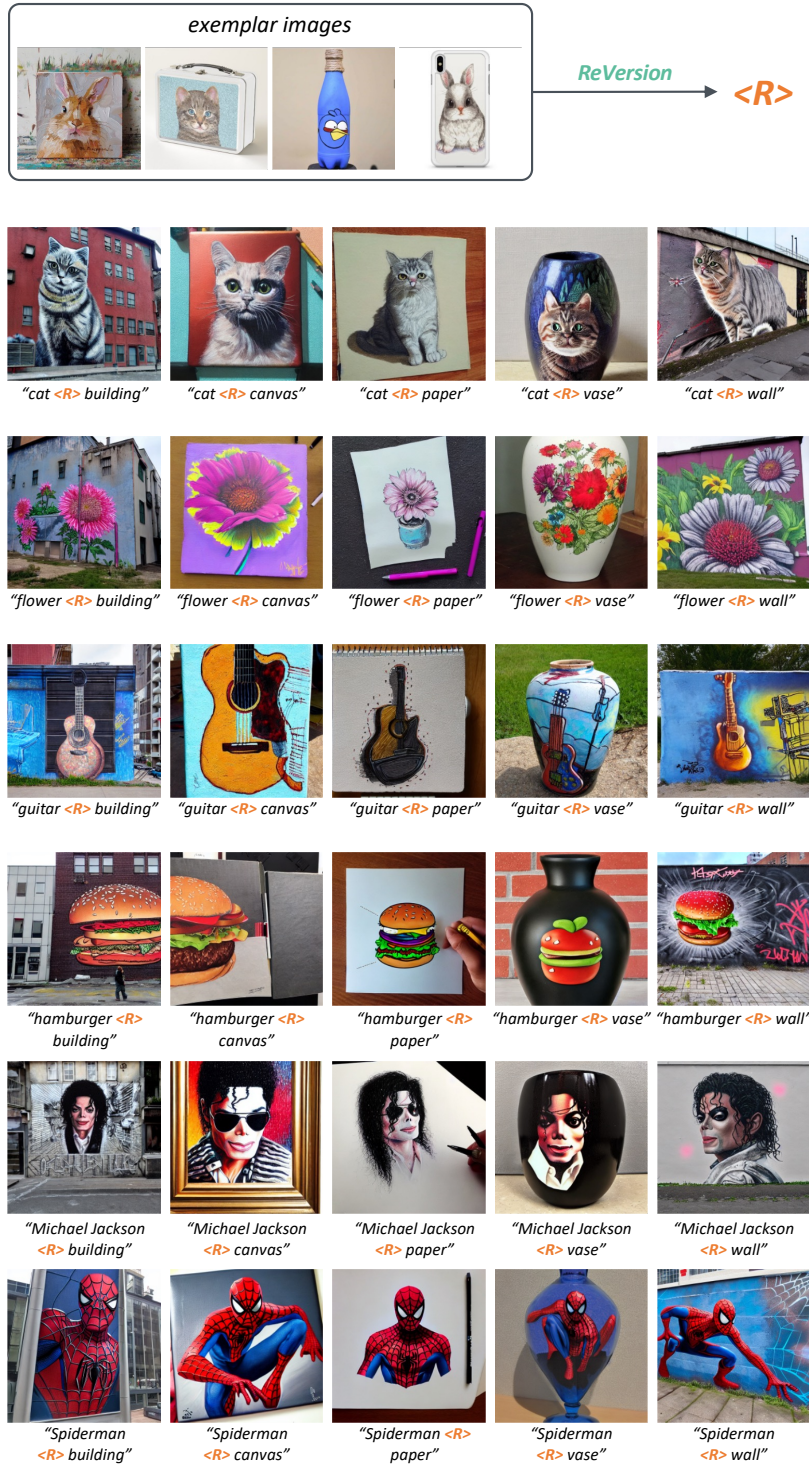 exemplar images
ReVersion
<R>
“cat <R> building”
“cat <R> canvas”
“cat <R> paper”
“cat <R> vase”
“cat <R> wall”
“flower <R> building”
“flower <R> canvas”
“flower <R> paper”
“flower <R> vase”
“flower <R> wall”
“guitar <R> building”
“guitar <R> canvas”
“guitar <R> paper”
“guitar <R> vase”
“guitar <R> wall”
“hamburger <R>
building”
“hamburger <R>
canvas”
“hamburger <R>
paper”
“hamburger <R> vase”
“hamburger <R> wall”
“Michael Jackson
<R> building”
“Michael Jackson
<R> canvas”
“Michael Jackson
<R> paper”
“Michael Jackson
<R> vase”
“Michael Jackson
<R> wall”
“Spiderman
<R> building”
“Spiderman
<R> canvas”
“Spiderman <R>
paper”
“Spiderman
<R> vase”
“Spiderman
<R> wall”